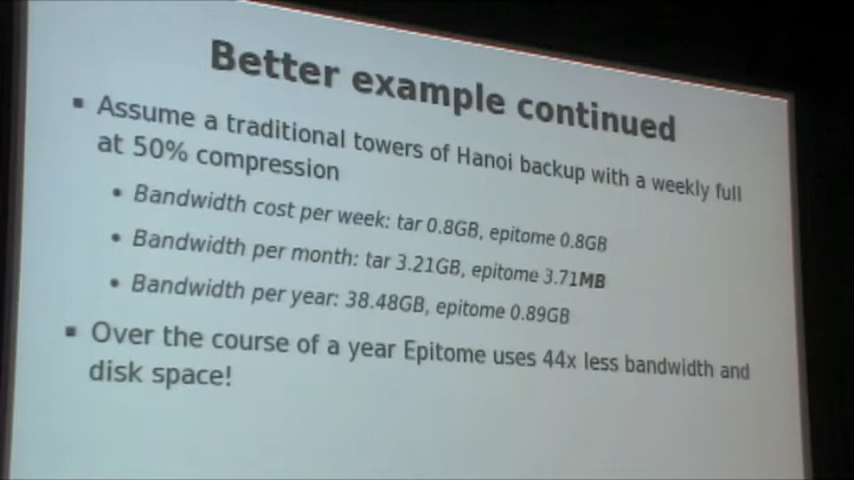 Better example continued
▪ Assume a traditional towers of Hanoi backup with a weekly full
at 50% compression
• Bandwidth cost per week: tar 0.8GB, epitome 0.8GB
• Bandwidth per month: tar 3.21GB, epitome 3.71MB
• Bandwidth per year: 38.48GB, epitome 0.89GB
▪ Over the course of a year Epitome uses 44x less bandwidth and
disk space!